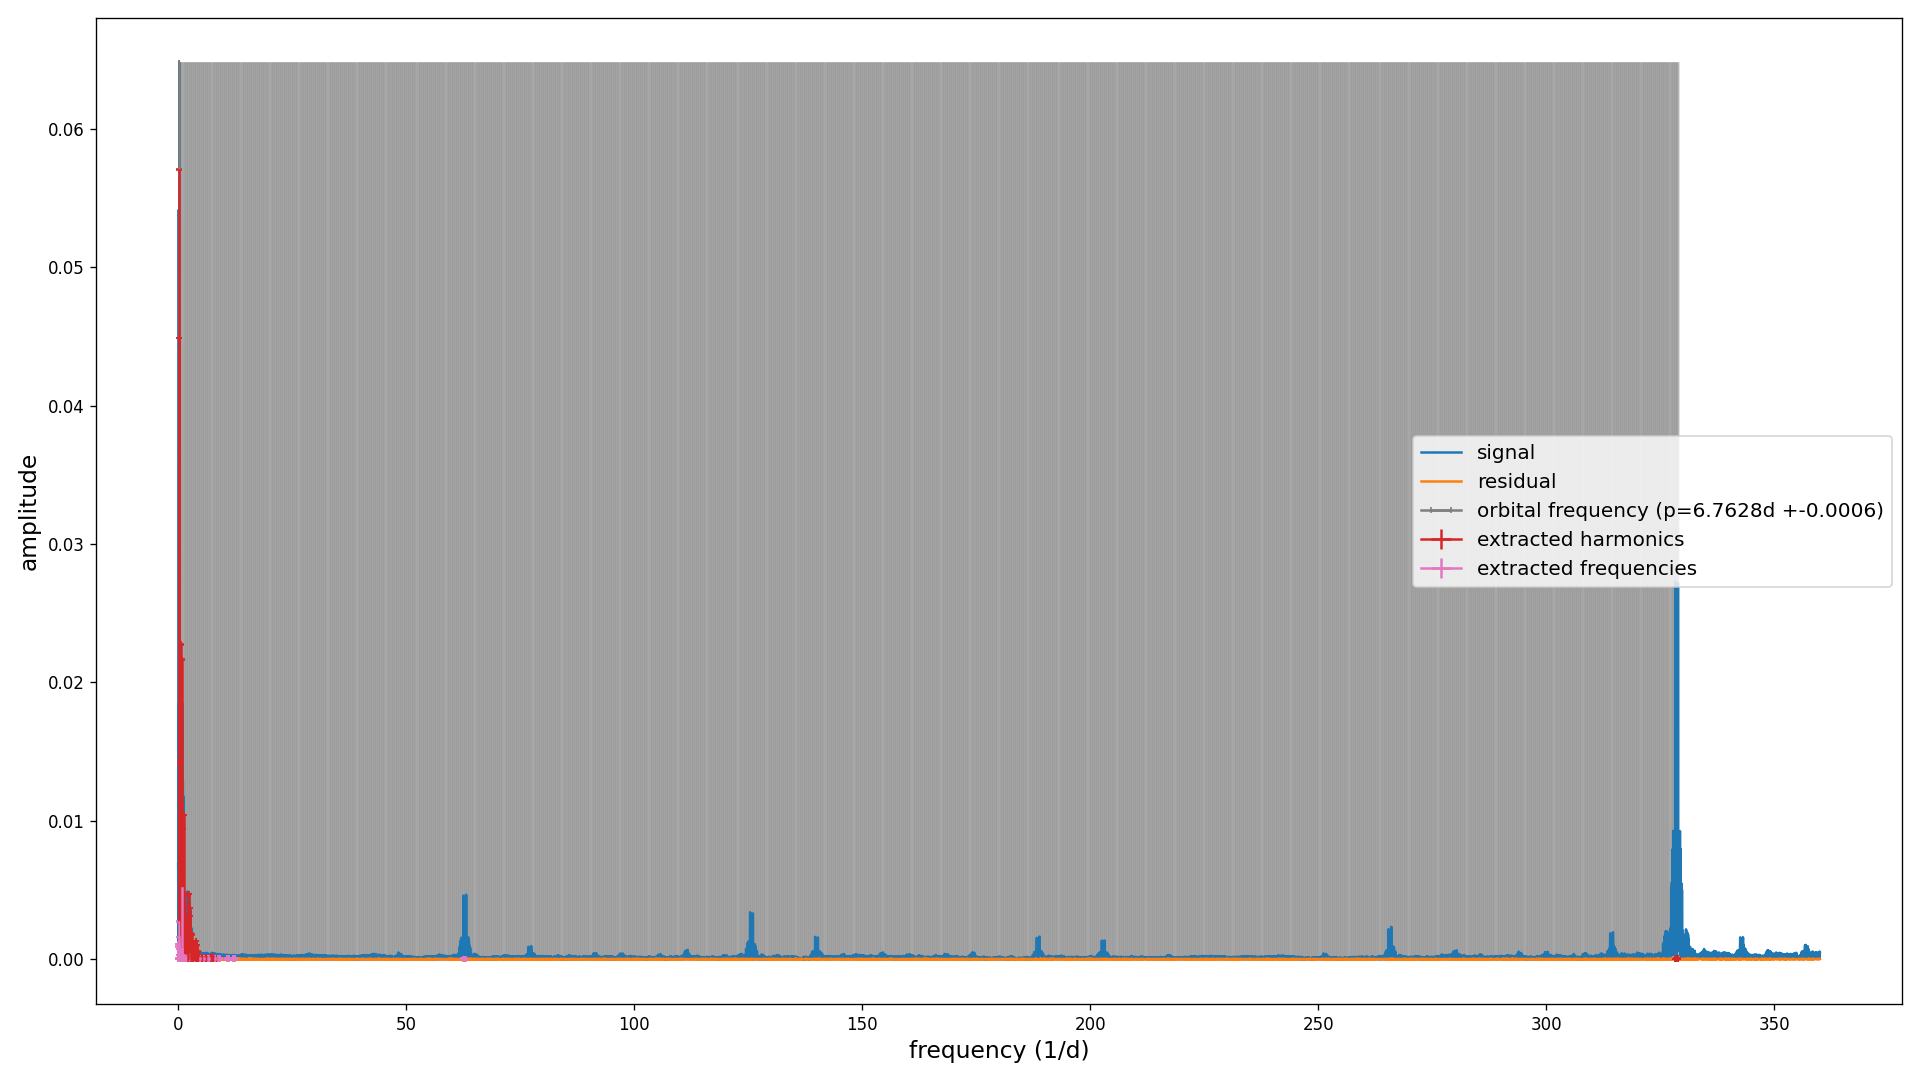 amplitude
0.06
0.05
0.04
0.03
0.02
0.01
0.00
0
50
100
150
200
250
300
350
frequency (1/d)
signal
residual
orbital frequency (p=6.7628d +-0.0006)
extracted harmonics
extracted frequencies